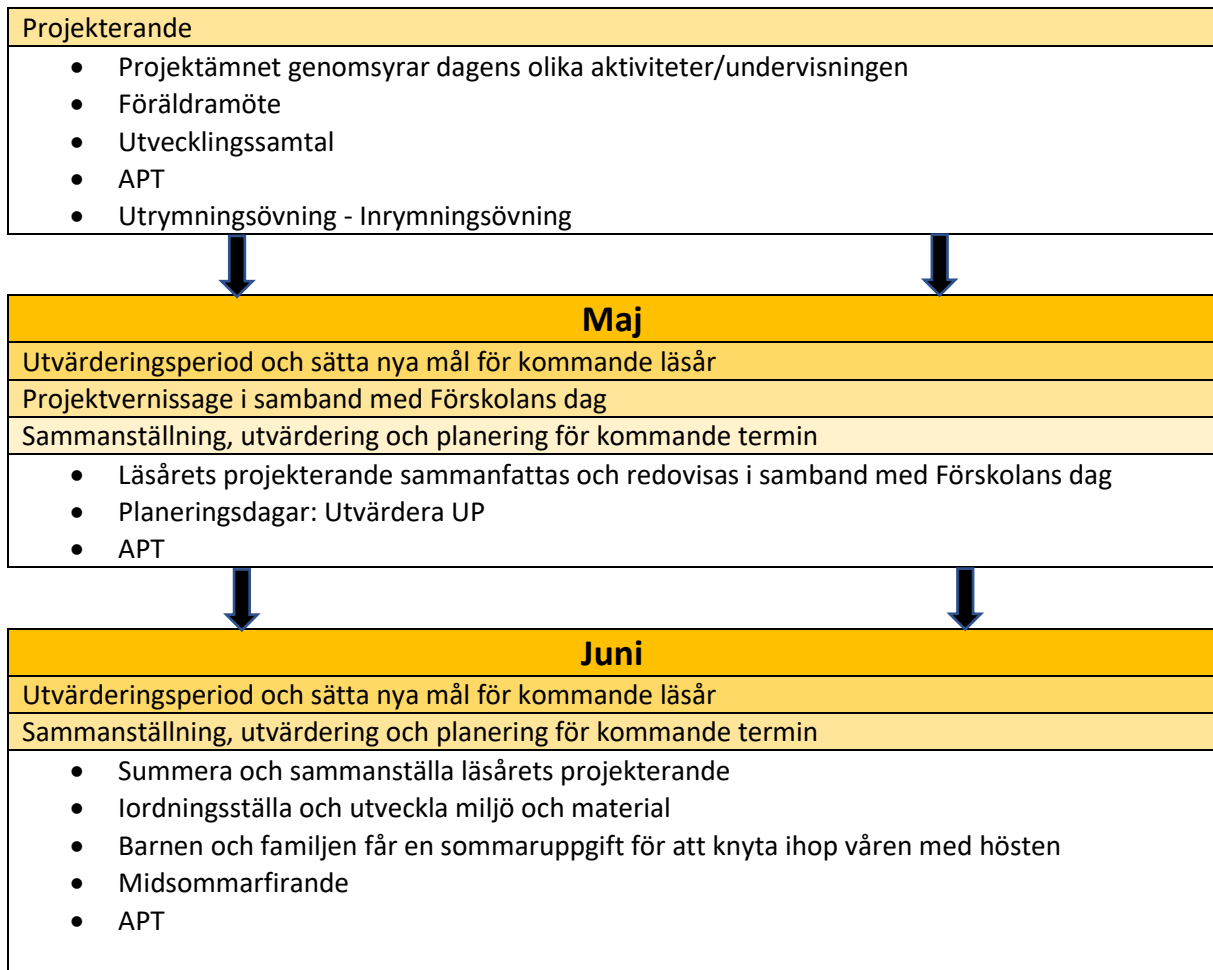 Projekterande
• Projektämnet genomsyrar dagens olika aktiviteter/undervisningen
• Föräldramöte
• Utvecklingssamtal
• APT
• Utrymningsövning - Inrymningsövning
Maj
Utvärderingsperiod och sätta nya mål för kommande läsår
Projektvernissage i samband med Förskolans dag
Sammanställning, utvärdering och planering för kommande termin
• Läsårets projekterande sammanfattas och redovisas i samband med Förskolans dag
• Planeringsdagar: Utvärdera UP
• APT
Juni
Utvärderingsperiod och sätta nya mål för kommande läsår
Sammanställning, utvärdering och planering för kommande termin
• Summera och sammanställa läsårets projekterande
• Iordningsställa och utveckla miljö och material
• Barnen och familjen får en sommaruppgift för att knyta ihop våren med hösten
• Midsommarfirande
• APT